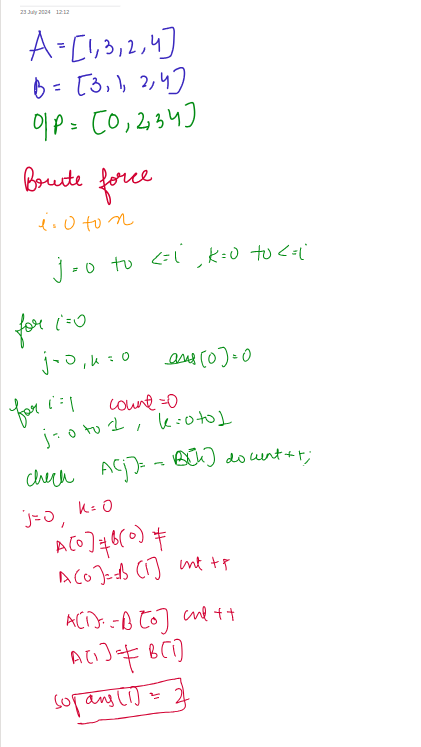 23 July 2024 12:12
A = [1,3,2,4]
B = [3,1,2,4]
O/P = [0,2,3 4]
Brute force
i = 0 to n
j = 0 to <=i , k=0 to <=i
for i=0
j=0, k=0 ans[0]=0
for i=1 count=0
j=0 to 1 , k=0 to 1
check A[j]== B[k] do cnt++;
j=0, k=0
A[0]≠B[0] ≠
A[0]==B[1] cnt++
A[1]==B[0] cnt++
A[1] ≠ B[1]
so ans[1] = 2